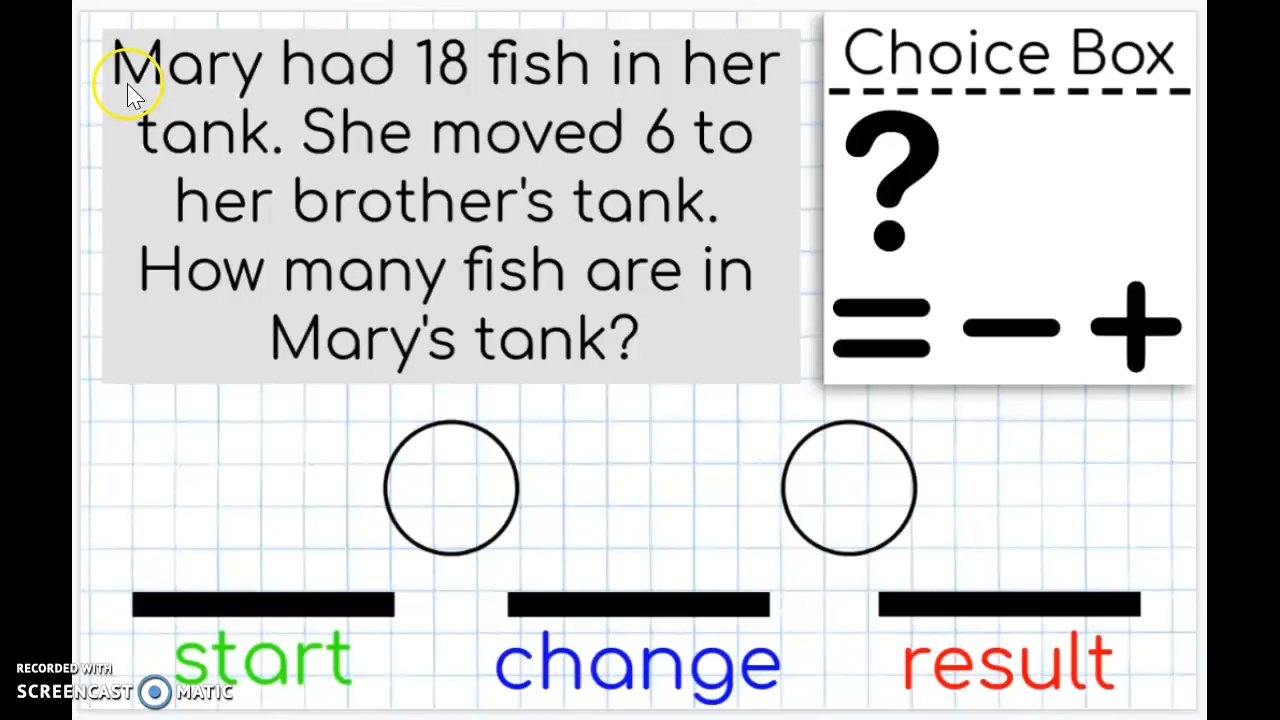 Mary had 18 fish in her
tank. She moved 6 to
her brother's tank.
How many fish are in
Mary's tank?
Choice Box
?
= − +
start change result
RECORDED WITH
SCREENCAST MATIC